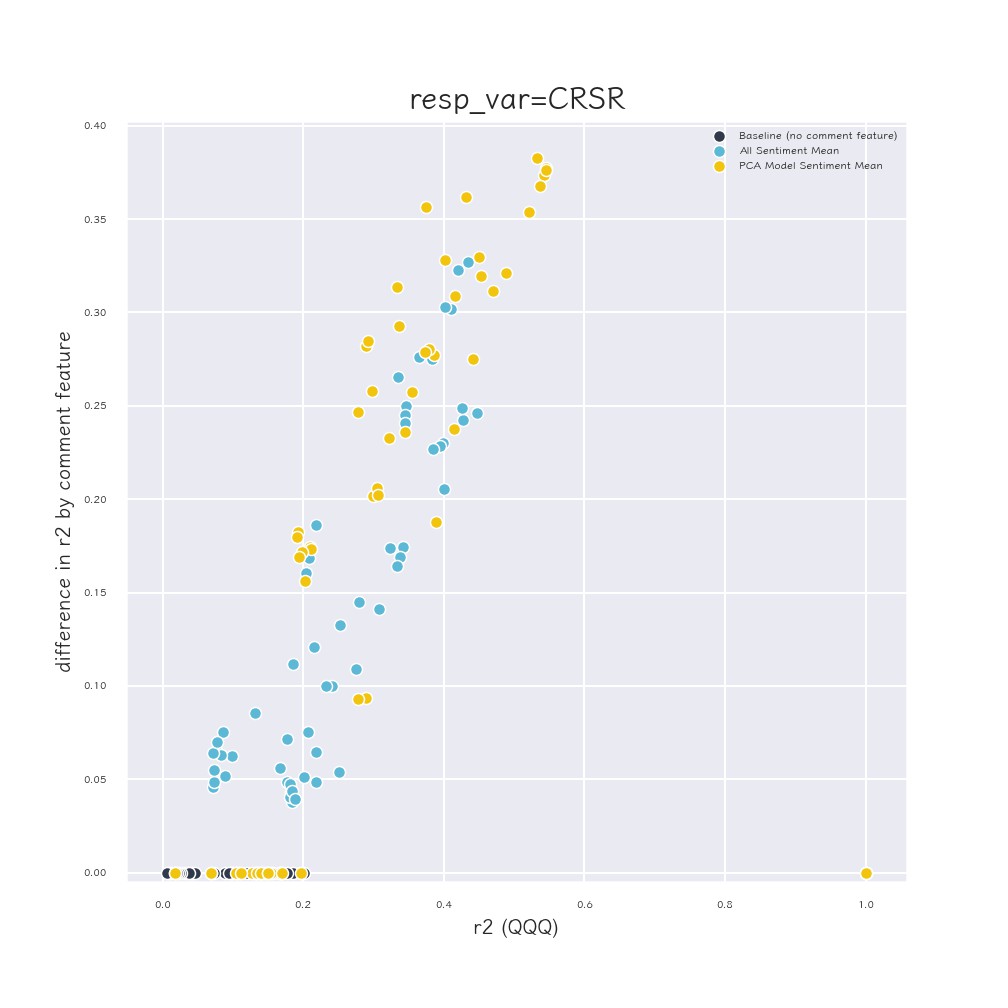 resp_var=CRSR
Baseline (no comment feature)
All Sentiment Mean
PCA Model Sentiment Mean
difference in r2 by comment feature
0.40
0.35
0.30
0.25
0.20
0.15
0.10
0.05
0.00
0.0 0.2 0.4 0.6 0.8 1.0
r2 (QQQ)